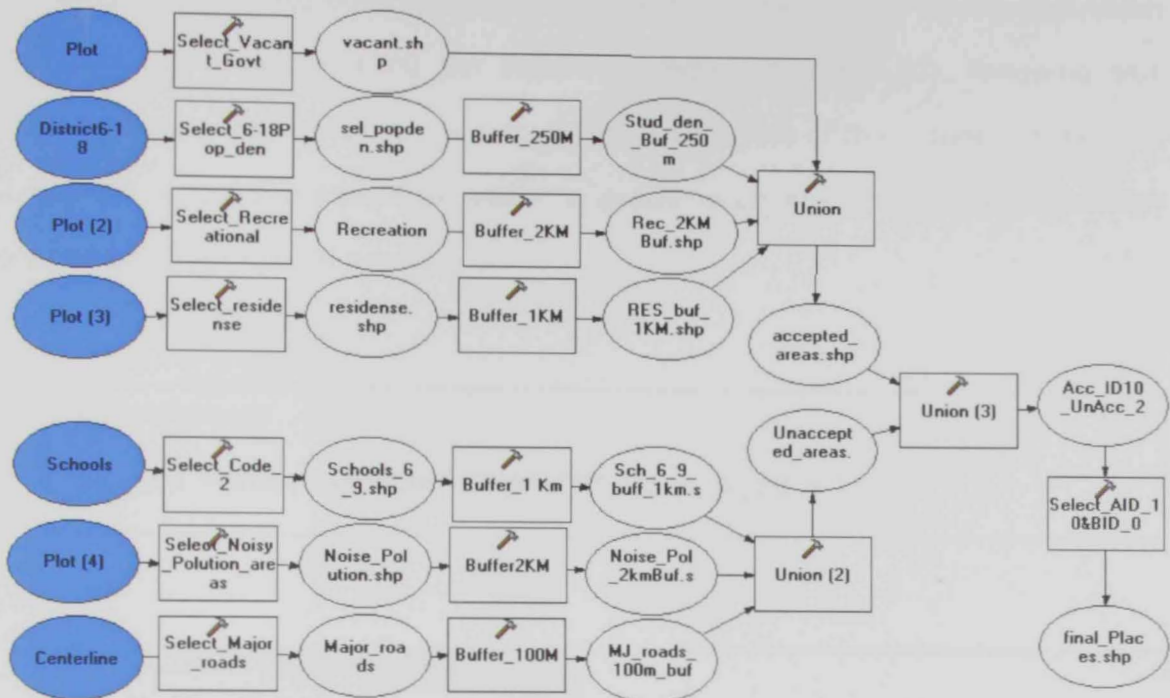 Plot
Select_Vacan
t_Govt
vacant.sh
p
District6-1
8
Select_6-18P
op_den
sel_popde
n.shp
Buffer_250M
Stud_den_
_Buf_250
m
Union
Plot (2)
Select_Recre
ational
Recreation
Buffer_2KM
Rec_2KM
Buf.shp
Plot (3)
Select_reside
nse
residense.
shp
Buffer_1KM
RES_buf_
1KM.shp
accepted_
areas.shp
Union (3)
Acc_ID10
_UnAcc_2
Unaccept
ed_areas.
Schools
Select_Code_
2
Schools_6
_9.shp
Buffer_1 Km
Sch_6_9_
buff_1km.s
Select_AID_1
0&BID_0
Plot (4)
Select_Noisy
_Polution_are
as
Noise_Pol
ution.shp
Buffer2KM
Noise_Pol
_2kmBuf.s
Union (2)
Centerline
Select_Major
_roads
Major_roa
ds
Buffer_100M
MJ_roads_
100m_buf
final_Plac
es.shp